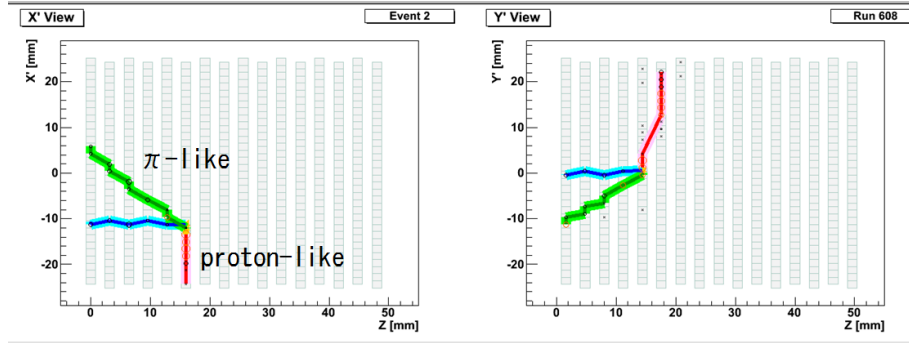 X' View
Event 2
Y' View
Run 608
X' [mm]
20
10
0
-10
-20
π-like
proton-like
0 10 20 30 40 50
Z [mm]
Y' [mm]
20
10
0
-10
-20
0 10 20 30 40 50
Z [mm]